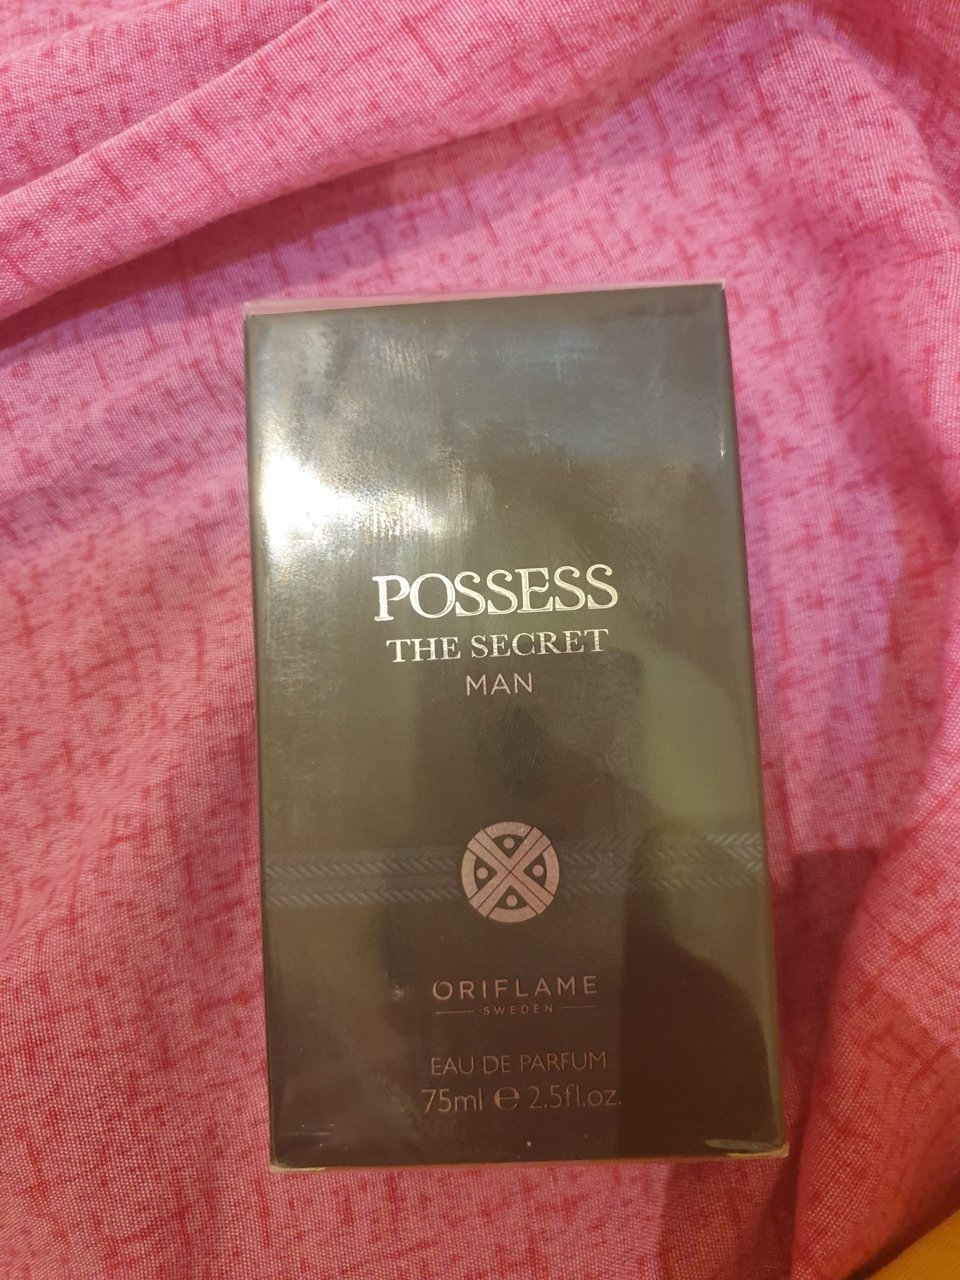 POSSESS
THE SECRET
MAN
ORIFLAME
SWEDEN
EAU DE PARFUM
75ml ℮ 2.5fl.oz.